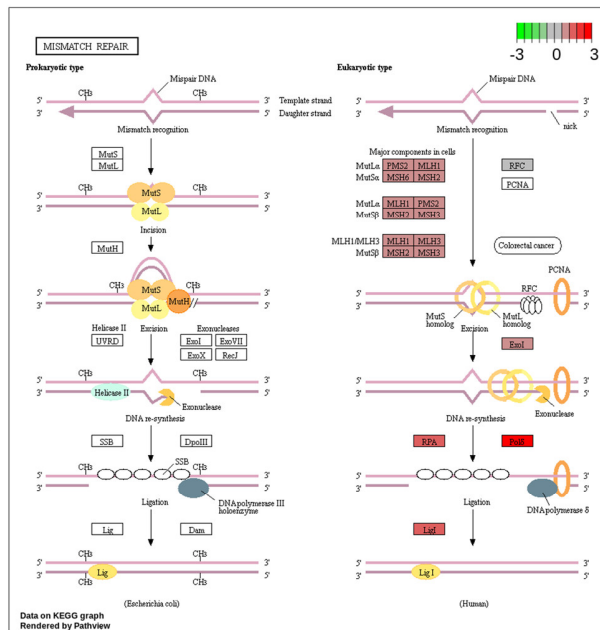 -3 0 3
MISMATCH REPAIR
Prokaryotic type
Mispair DNA
CH3 CH3
5' 3' Template strand
3' 5' Daughter strand
Mismatch recognition
MutS
MutL
5' CH3 CH3 3'
3' MutS 5'
MutL
Incision
MutH
CH3 CH3
5' MutS 3'
3' MutL MutH 5'
Helicase II Excision Exonucleases
UVRD ExoI ExoVII
ExoX RecJ
CH3 CH3
5' 3'
3' Helicase II 5'
Exonuclease
DNA re-synthesis
SSB DpoIII
CH3 SSB CH3
5' 3'
3' 5'
DNA polymerase III
holoenzyme
Ligation
Lig Dam
CH3 CH3
5' 3'
3' Lig 5'
(Escherichia coli)
Eukaryotic type
Mispair DNA
5' 3'
3' 5'
nick
Mismatch recognition
Major components in cells
MutLα PMS2 MLH1 RFC
MutSα MSH6 MSH2 PCNA
MutLα MLH1 PMS2
MutSβ MSH2 MSH3
MLH1/MLH3 MLH1 MLH3 Colorectal cancer
MutSβ MSH2 MSH3
PCNA
RFC
5' 3'
3' 5'
MutS
homolog
MutL
homolog
Excision
ExoI
5' 3'
3' 5'
Exonuclease
DNA re-synthesis
RPA Polδ
5' 3'
3' 5'
DNA polymerase δ
Ligation
LigI
5' 3'
3' Lig I 5'
(Human)
Data on KEGG graph
Rendered by Pathview